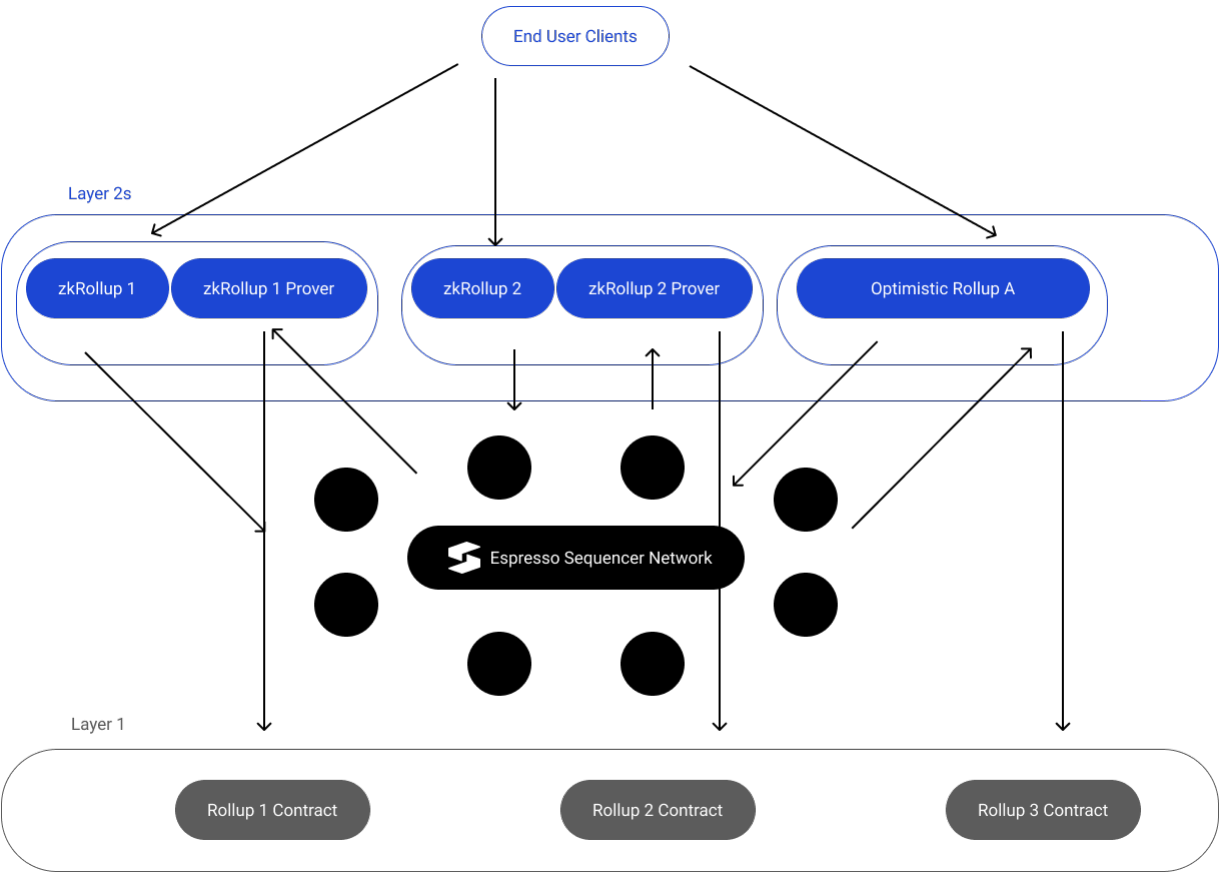 End User Clients
Layer 2s
zkRollup 1
zkRollup 1 Prover
zkRollup 2
zkRollup 2 Prover
Optimistic Rollup A
Espresso Sequencer Network
Layer 1
Rollup 1 Contract
Rollup 2 Contract
Rollup 3 Contract